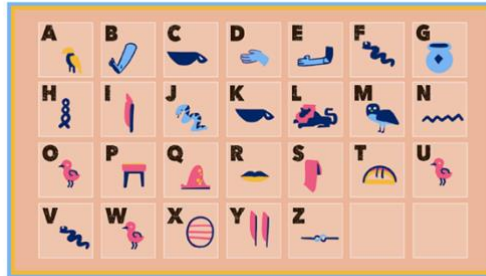 A B C D E F G
H I J K L M N
O P Q R S T U
V W X Y Z